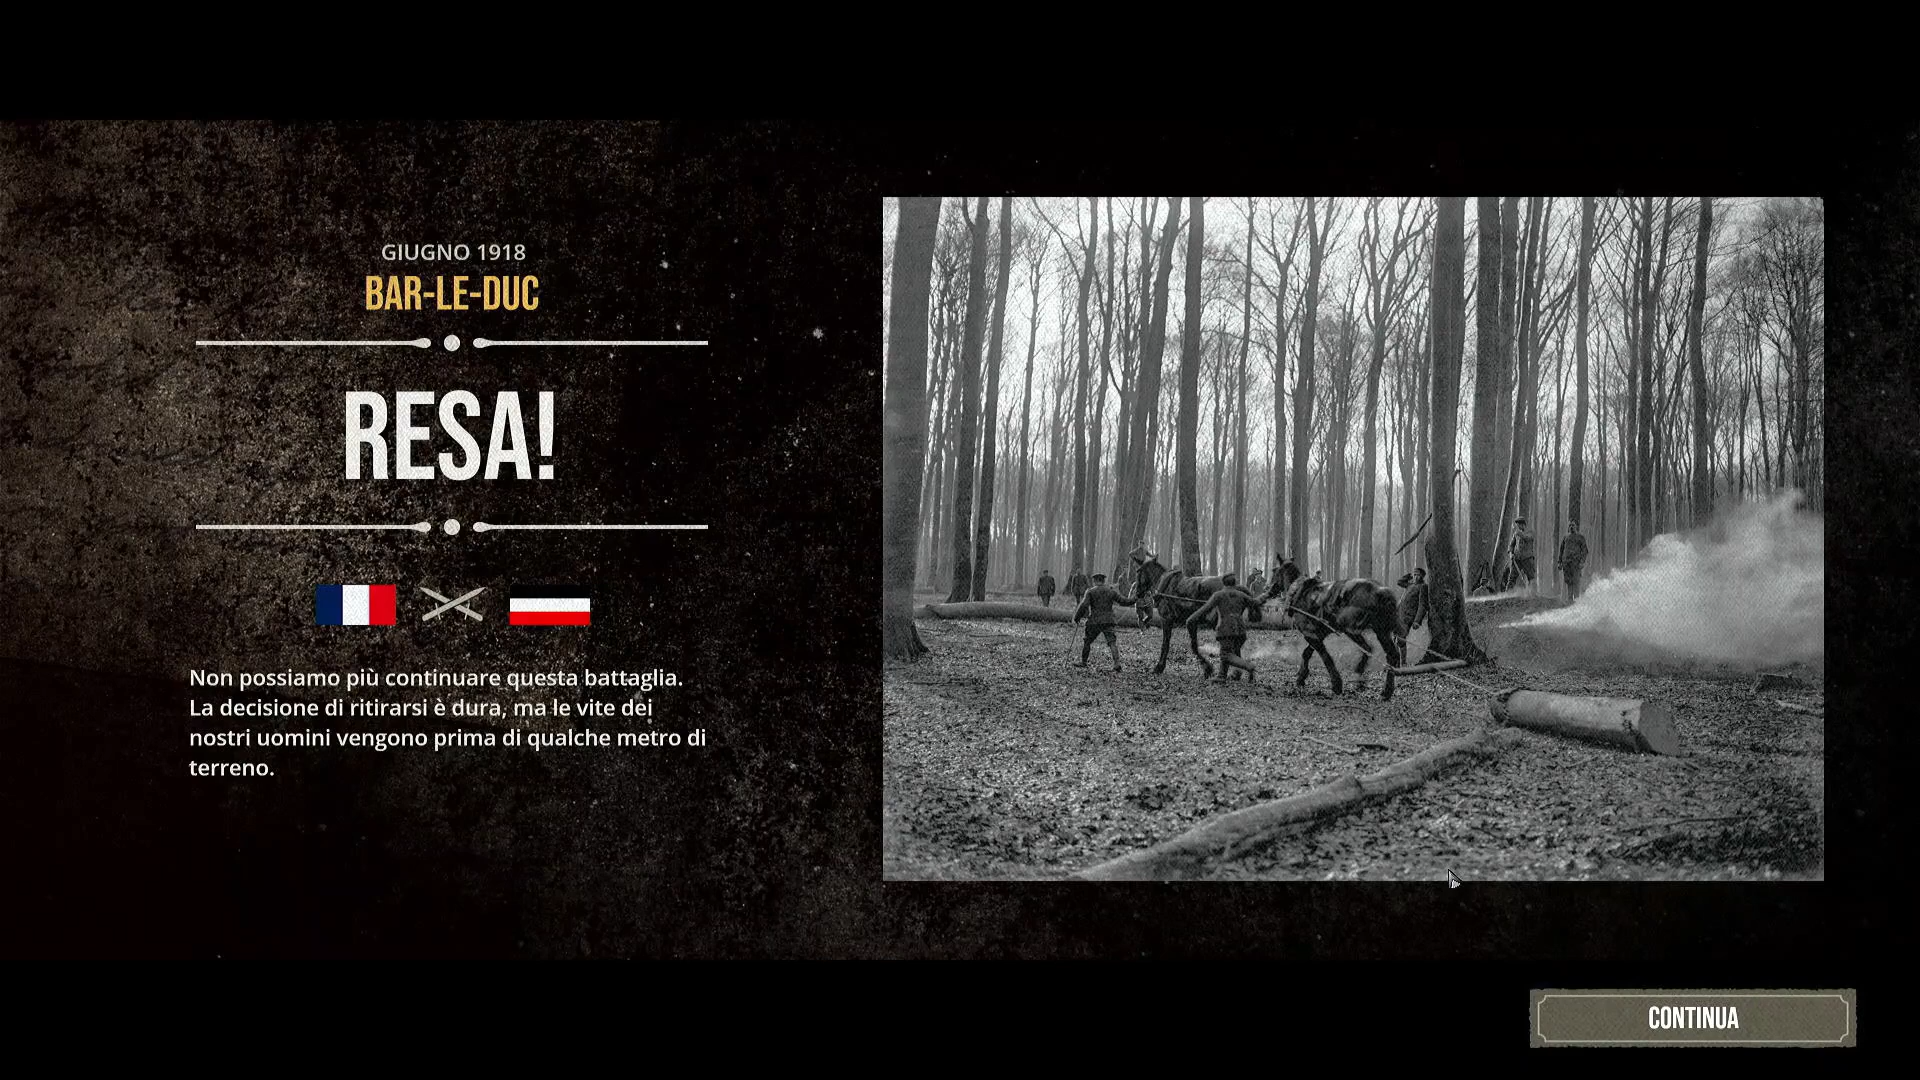 GIUGNO 1918
BAR-LE-DUC
RESA!
Non possiamo più continuare questa battaglia.
La decisione di ritirarsi è dura, ma le vite dei
nostri uomini vengono prima di qualche metro di
terreno.
CONTINUA